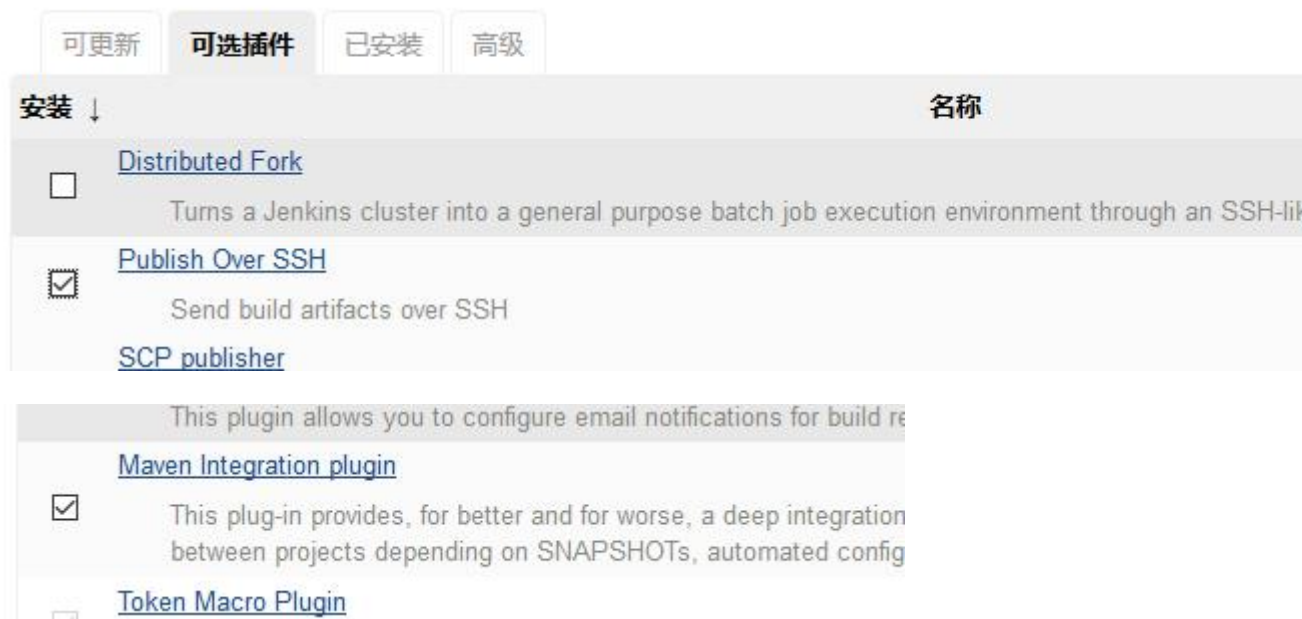 可更新 可选插件 已安装 高级
安装 ↓ 名称
Distributed Fork
Turns a Jenkins cluster into a general purpose batch job execution environment through an SSH-lik
Publish Over SSH
Send build artifacts over SSH
SCP publisher
This plugin allows you to configure email notifications for build re
Maven Integration plugin
This plug-in provides, for better and for worse, a deep integration
between projects depending on SNAPSHOTs, automated config
Token Macro Plugin